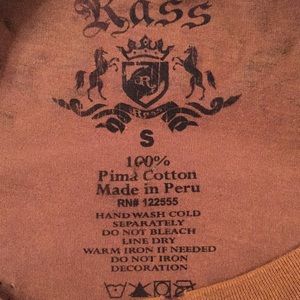 Rass
R
Rass
S
100%
Pima Cotton
Made in Peru
RN# 122555
HAND WASH COLD
SEPARATELY
DO NOT BLEACH
LINE DRY
WARM IRON IF NEEDED
DO NOT IRON
DECORATION